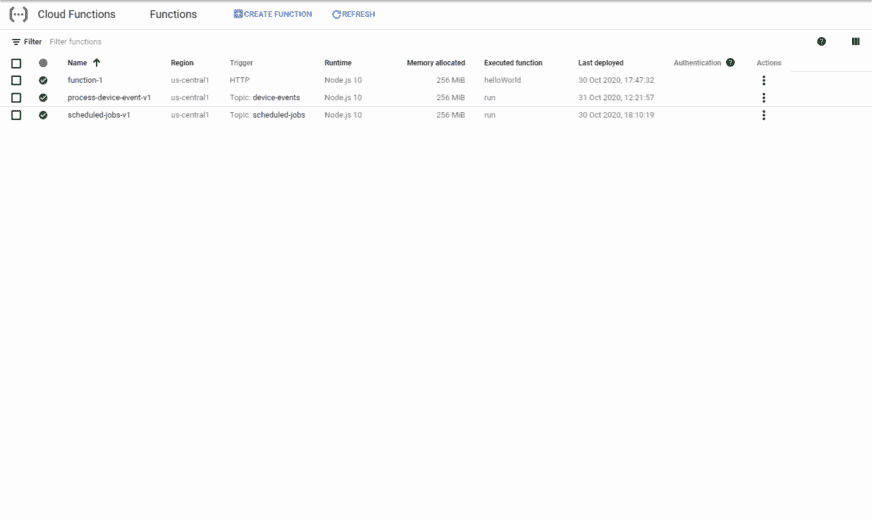 Cloud Functions Functions CREATE FUNCTION REFRESH
Filter Filter functions
Name Region Trigger Runtime Memory allocated Executed function Last deployed Authentication Actions
function-1 us-central1 HTTP Node.js 10 256 MiB helloWorld 30 Oct 2020, 17:47:32
process-device-event-v1 us-central1 Topic: device-events Node.js 10 256 MiB run 31 Oct 2020, 12:21:57
scheduled-jobs-v1 us-central1 Topic: scheduled-jobs Node.js 10 256 MiB run 30 Oct 2020, 18:10:19